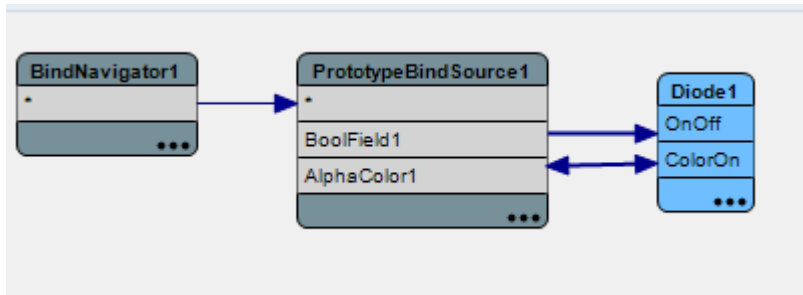 BindNavigator1
*
•••
PrototypeBindSource1
*
BoolField1
AlphaColor1
•••
Diode1
OnOff
ColorOn
•••